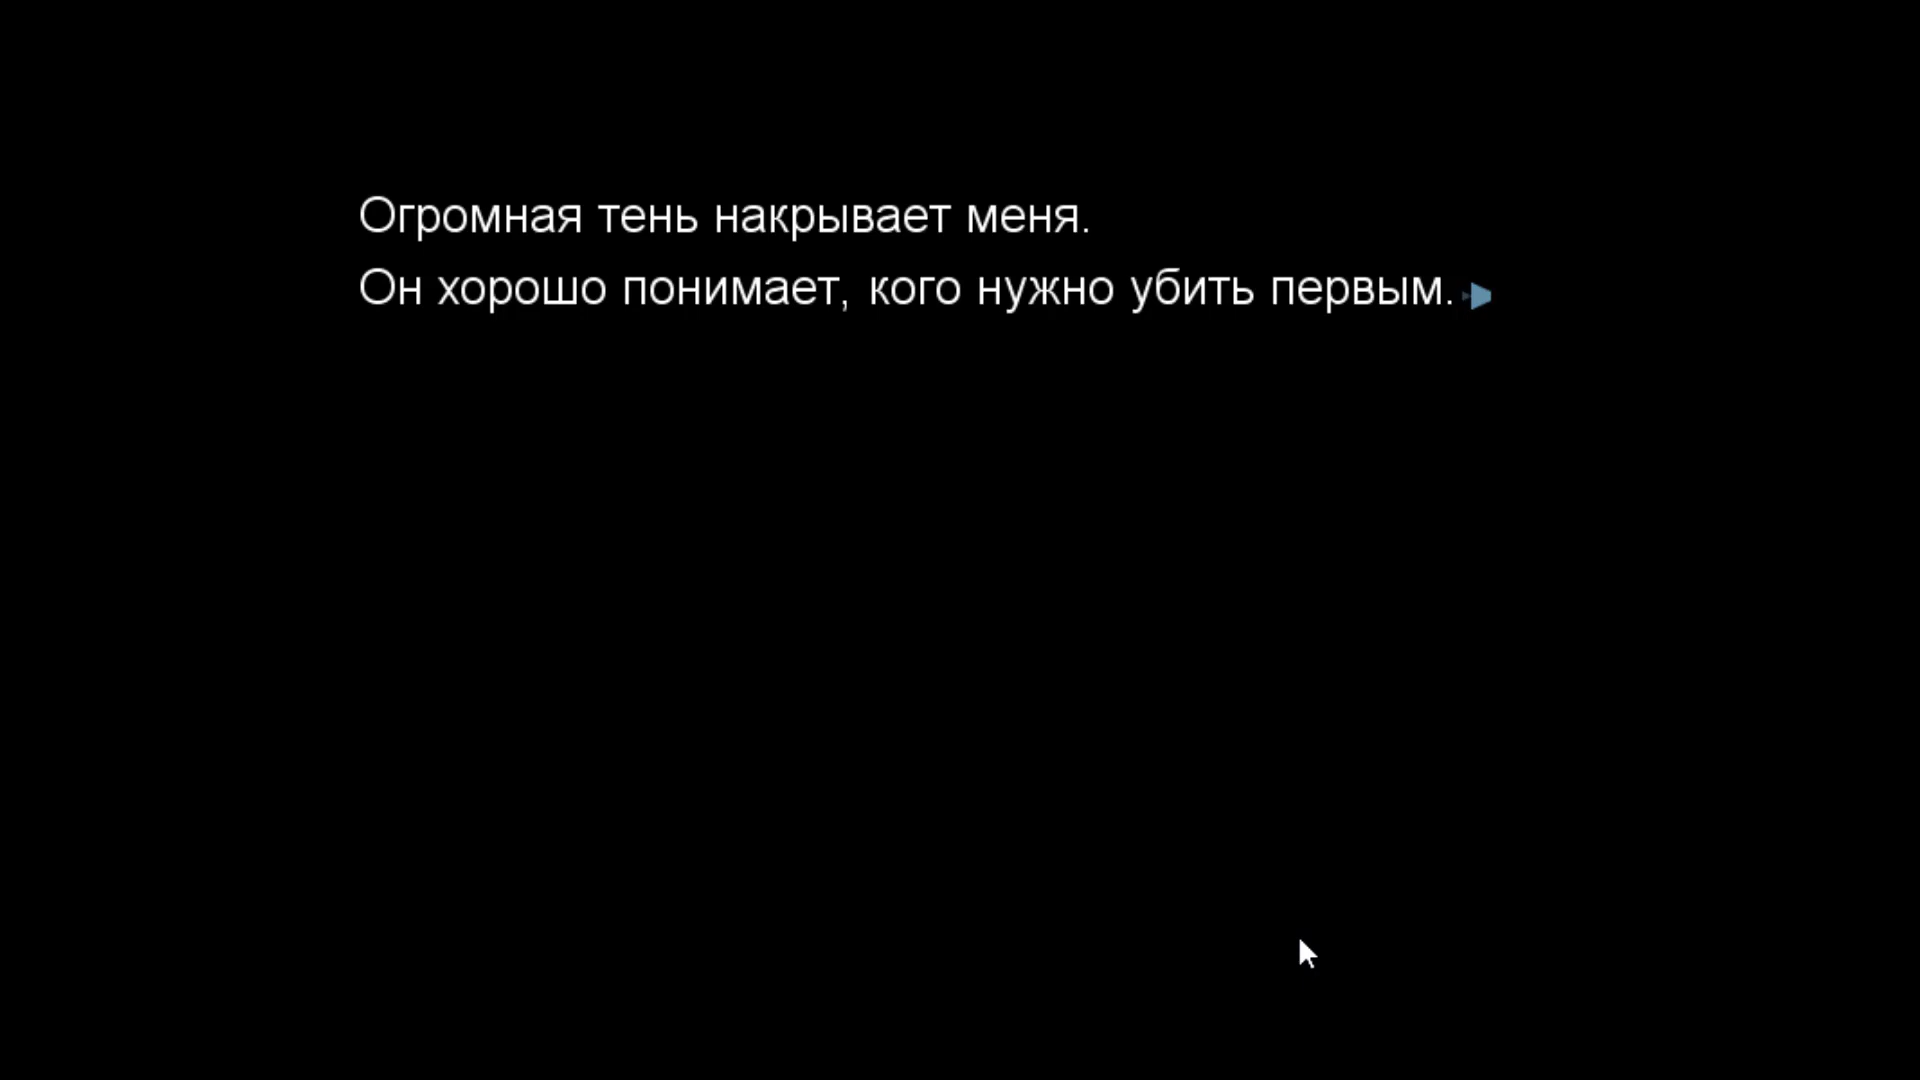 Огромная тень накрывает меня.
Он хорошо понимает, кого нужно убить первым.